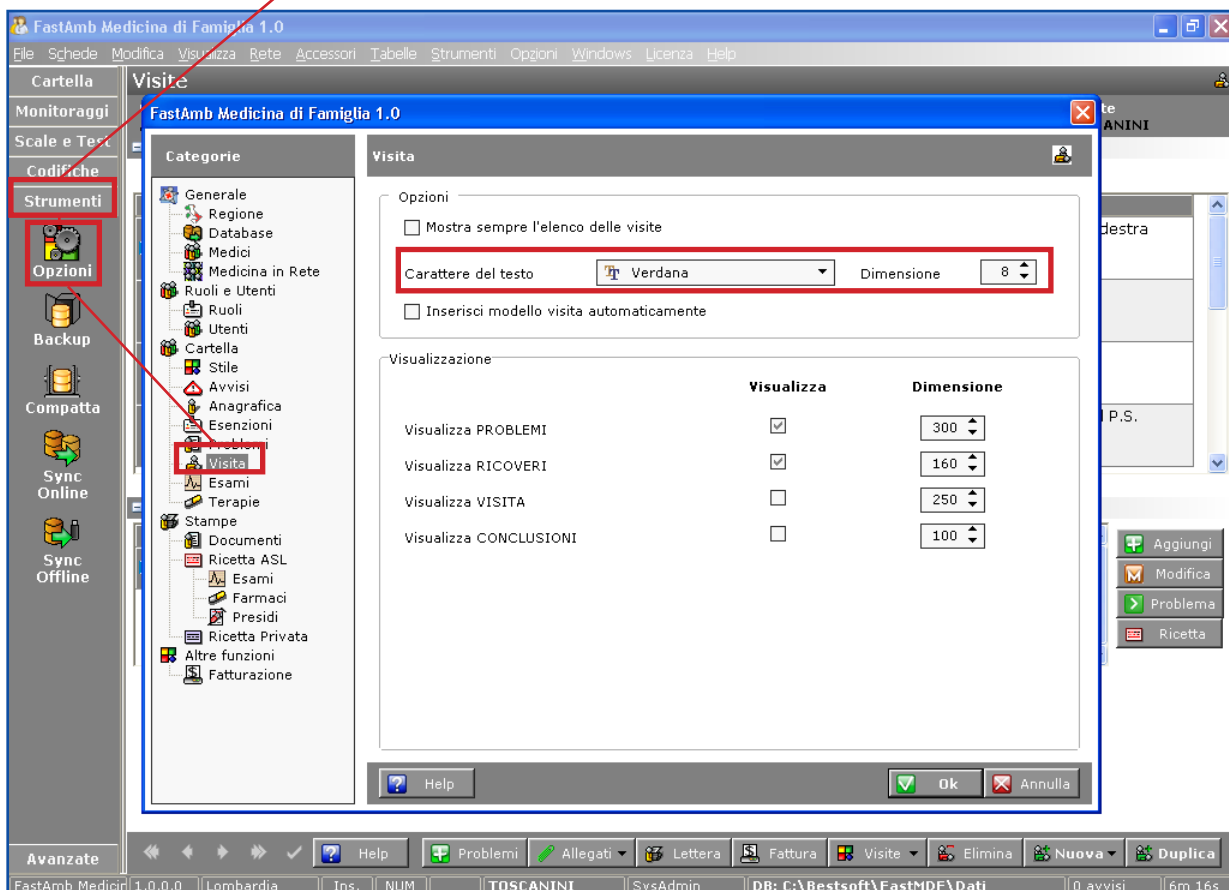 FastAmb Medicina di Famiglia 1.0
File Schede Modifica Visualizza Rete Accessori Tabelle Strumenti Opzioni Windows Licenza Help
Cartella
Monitoraggi
Scale e Test
Codifiche
Strumenti
Opzioni
Backup
Compatta
Sync
Online
Sync
Offline
Avanzate
Visite
ANINI
destra
P.S.
FastAmb Medicina di Famiglia 1.0
Categorie
Generale
Regione
Database
Medici
Medicina in Rete
Ruoli e Utenti
Ruoli
Utenti
Cartella
Stile
Avvisi
Anagrafica
Esenzioni
Problemi
Visita
Esami
Terapie
Stampe
Documenti
Ricetta ASL
Esami
Farmaci
Presidi
Ricetta Privata
Altre funzioni
Fatturazione
Visita
Opzioni
Mostra sempre l'elenco delle visite
Carattere del testo Verdana Dimensione 8
Inserisci modello visita automaticamente
Visualizzazione
Visualizza Dimensione
Visualizza PROBLEMI 300
Visualizza RICOVERI 160
Visualizza VISITA 250
Visualizza CONCLUSIONI 100
Help Ok Annulla
Aggiungi
Modifica
Problema
Ricetta
Help Problemi Allegati Lettera Fattura Visite Elimina Nuova Duplica
FastAmb Medicin 1.0.0.0 Lombardia Ins. NUM TOSCANINI SysAdmin DB: C:\Bestsoft\FastMDF\Dati 0 avvisi 6m 16s